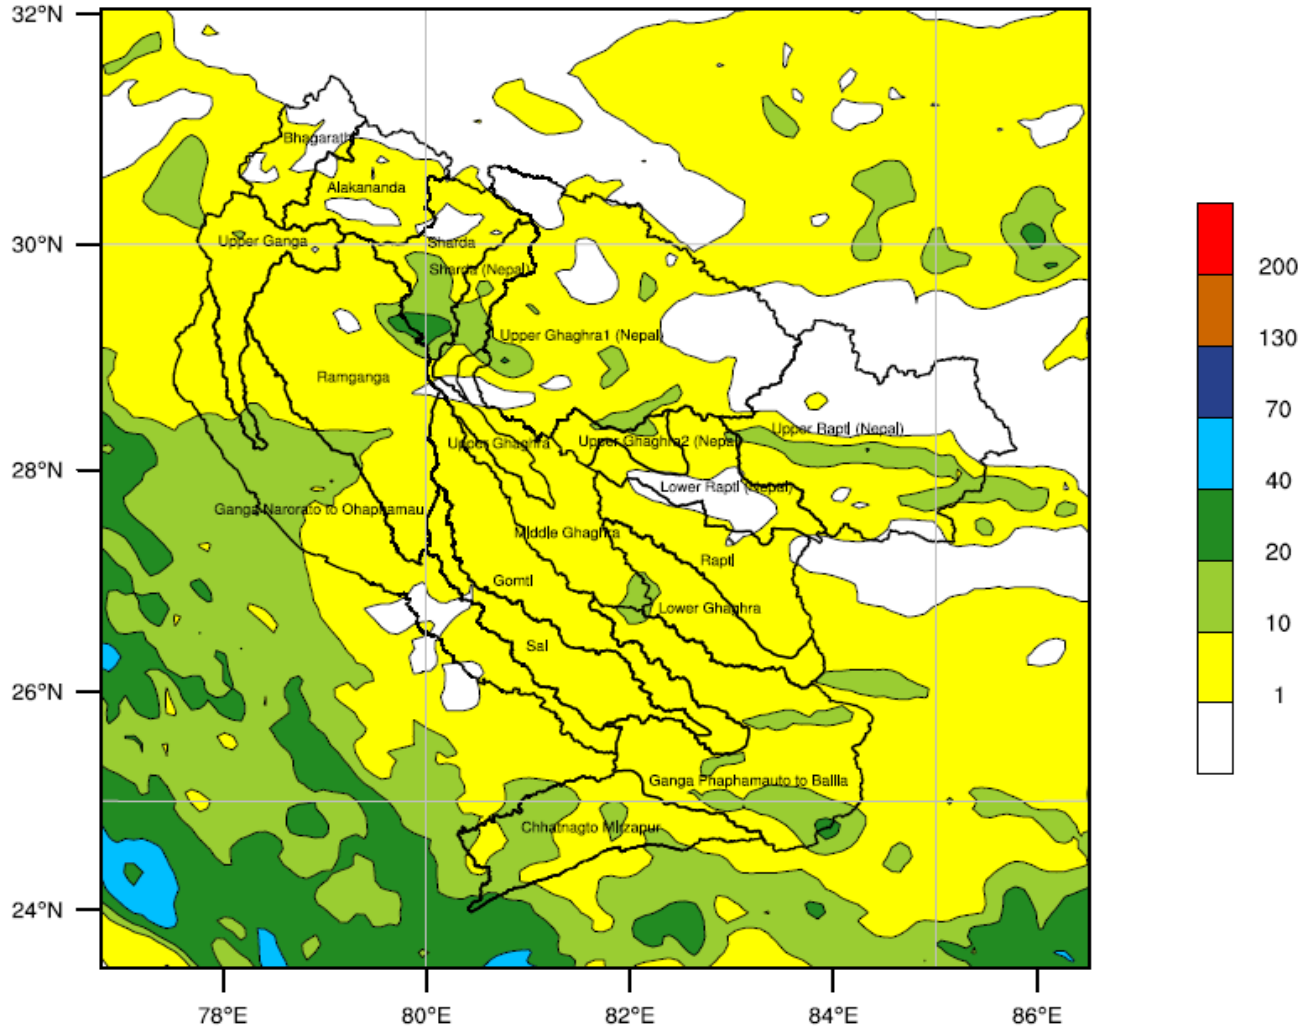 32°N
Bhagarath
Alakananda
30°N
Upper Ganga
Sharda
Sharda (Nepal)
200
Upper Ghaghra1 (Nepal)
130
Ramganga
70
Upper Rapti (Nepal)
Upper Ghaghra
Upper Ghaghra2 (Nepal)
28°N
40
Lower Rapti (Nepal)
Ganga Narorato to Ohaphamau
Middle Ghaghra
20
Rapti
Gomti
Lower Ghaghra
10
Sai
26°N
1
Ganga Phaphamauto to Ballia
Chhatnagto Mirzapur
24°N
78°E
80°E
82°E
84°E
86°E